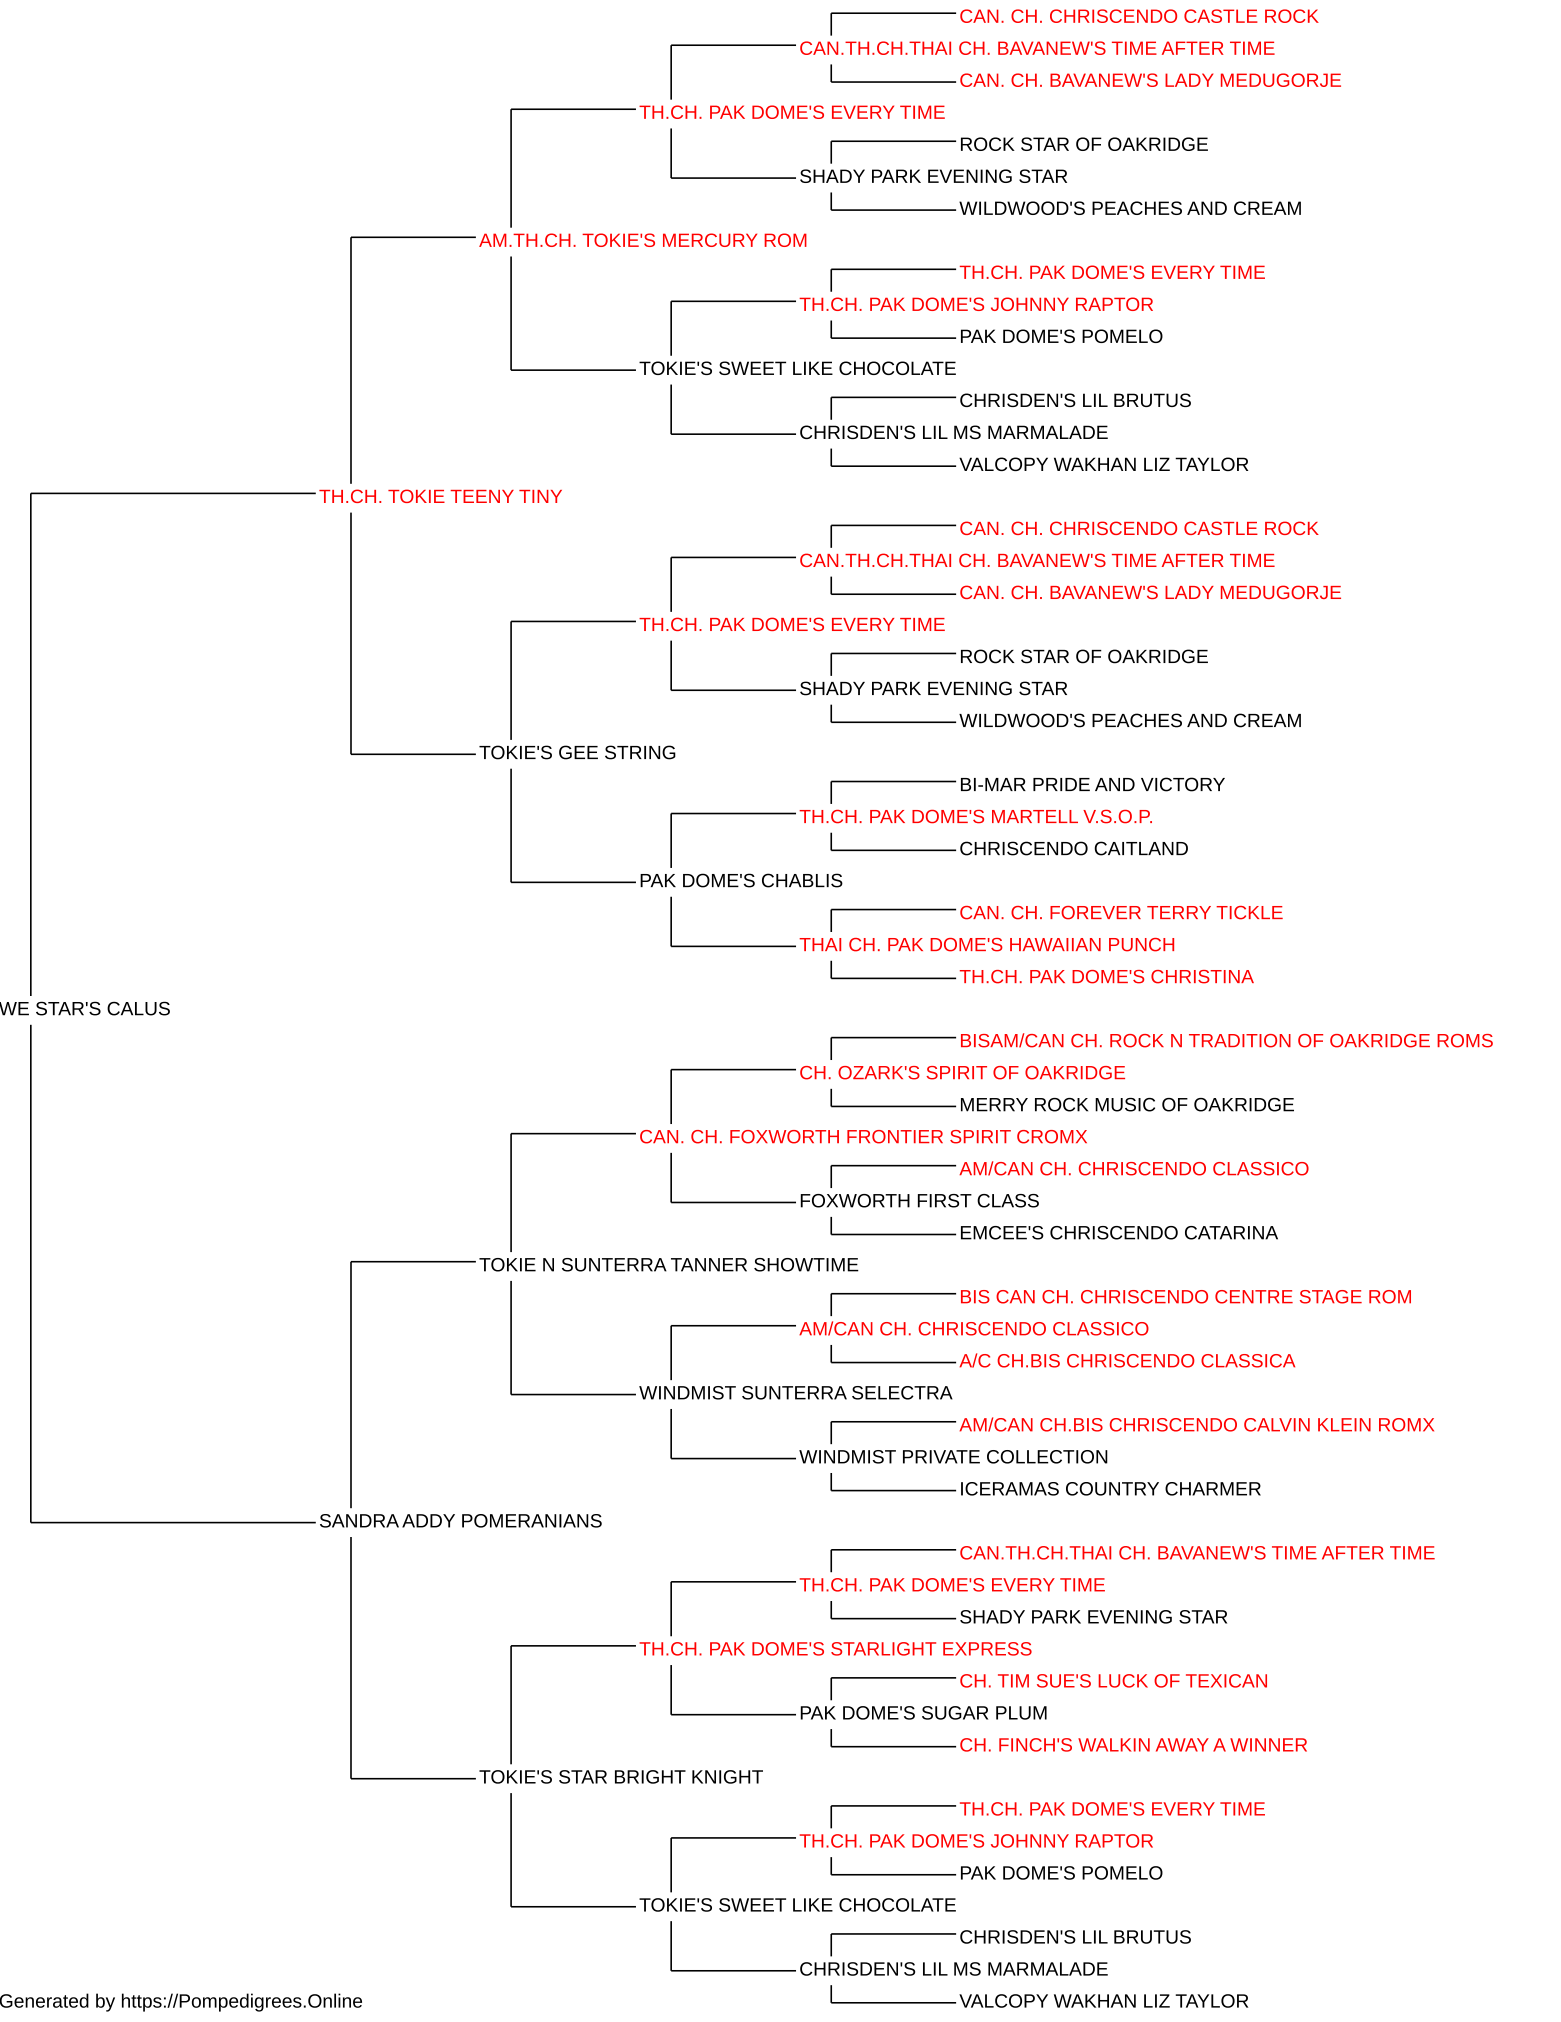 CAN. CH. CHRISCENDO CASTLE ROCK
CAN.TH.CH.THAI CH. BAVANEW'S TIME AFTER TIME
CAN. CH. BAVANEW'S LADY MEDUGORJE
TH.CH. PAK DOME'S EVERY TIME
ROCK STAR OF OAKRIDGE
SHADY PARK EVENING STAR
WILDWOOD'S PEACHES AND CREAM
AM.TH.CH. TOKIE'S MERCURY ROM
TH.CH. PAK DOME'S EVERY TIME
TH.CH. PAK DOME'S JOHNNY RAPTOR
PAK DOME'S POMELO
TOKIE'S SWEET LIKE CHOCOLATE
CHRISDEN'S LIL BRUTUS
CHRISDEN'S LIL MS MARMALADE
VALCOPY WAKHAN LIZ TAYLOR
TH.CH. TOKIE TEENY TINY
CAN. CH. CHRISCENDO CASTLE ROCK
CAN.TH.CH.THAI CH. BAVANEW'S TIME AFTER TIME
CAN. CH. BAVANEW'S LADY MEDUGORJE
TH.CH. PAK DOME'S EVERY TIME
ROCK STAR OF OAKRIDGE
SHADY PARK EVENING STAR
WILDWOOD'S PEACHES AND CREAM
TOKIE'S GEE STRING
BI-MAR PRIDE AND VICTORY
TH.CH. PAK DOME'S MARTELL V.S.O.P.
CHRISCENDO CAITLAND
PAK DOME'S CHABLIS
CAN. CH. FOREVER TERRY TICKLE
THAI CH. PAK DOME'S HAWAIIAN PUNCH
TH.CH. PAK DOME'S CHRISTINA
WE STAR'S CALUS
BISAM/CAN CH. ROCK N TRADITION OF OAKRIDGE ROMS
CH. OZARK'S SPIRIT OF OAKRIDGE
MERRY ROCK MUSIC OF OAKRIDGE
CAN. CH. FOXWORTH FRONTIER SPIRIT CROMX
AM/CAN CH. CHRISCENDO CLASSICO
FOXWORTH FIRST CLASS
EMCEE'S CHRISCENDO CATARINA
TOKIE N SUNTERRA TANNER SHOWTIME
BIS CAN CH. CHRISCENDO CENTRE STAGE ROM
AM/CAN CH. CHRISCENDO CLASSICO
A/C CH.BIS CHRISCENDO CLASSICA
WINDMIST SUNTERRA SELECTRA
AM/CAN CH.BIS CHRISCENDO CALVIN KLEIN ROMX
WINDMIST PRIVATE COLLECTION
ICERAMAS COUNTRY CHARMER
SANDRA ADDY POMERANIANS
CAN.TH.CH.THAI CH. BAVANEW'S TIME AFTER TIME
TH.CH. PAK DOME'S EVERY TIME
SHADY PARK EVENING STAR
TH.CH. PAK DOME'S STARLIGHT EXPRESS
CH. TIM SUE'S LUCK OF TEXICAN
PAK DOME'S SUGAR PLUM
CH. FINCH'S WALKIN AWAY A WINNER
TOKIE'S STAR BRIGHT KNIGHT
TH.CH. PAK DOME'S EVERY TIME
TH.CH. PAK DOME'S JOHNNY RAPTOR
PAK DOME'S POMELO
TOKIE'S SWEET LIKE CHOCOLATE
CHRISDEN'S LIL BRUTUS
CHRISDEN'S LIL MS MARMALADE
VALCOPY WAKHAN LIZ TAYLOR
Generated by https://Pompedigrees.Online